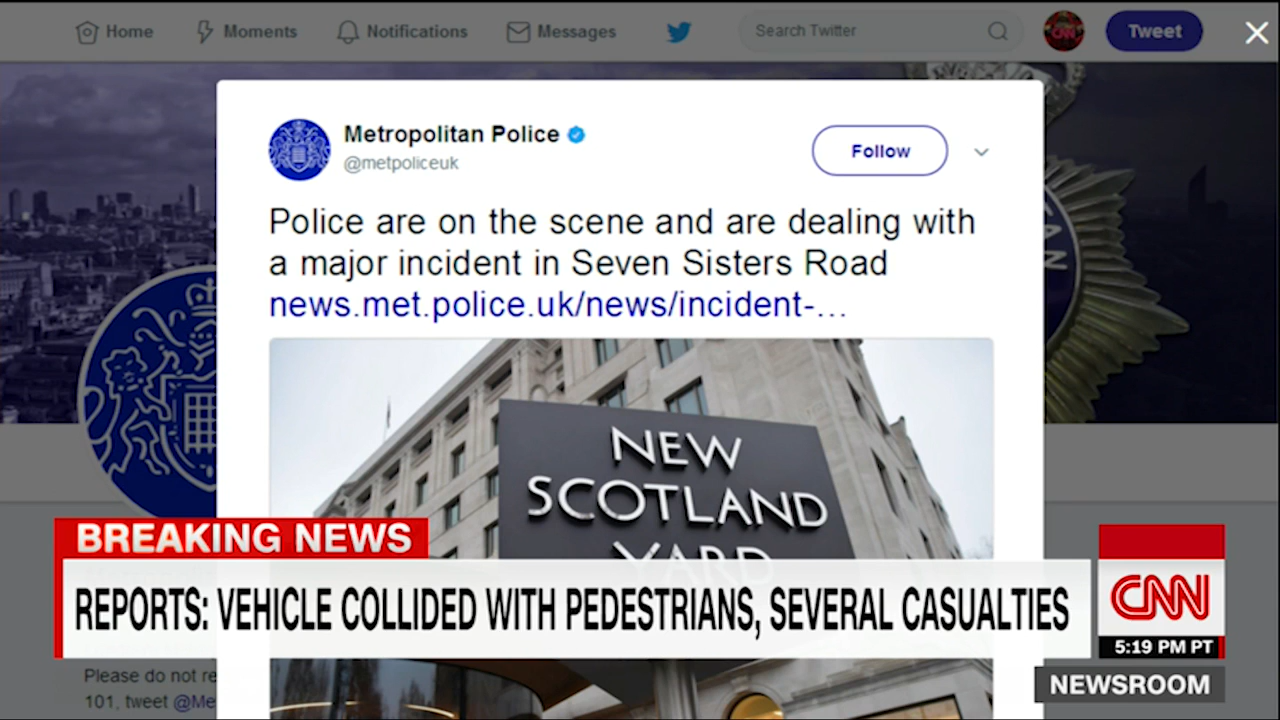 Home Moments Notifications Messages Search Twitter CNN Tweet
Metropolitan Police
@metpoliceuk
Follow
Police are on the scene and are dealing with
a major incident in Seven Sisters Road
news.met.police.uk/news/incident-...
NEW
SCOTLAND
YARD
BREAKING NEWS
REPORTS: VEHICLE COLLIDED WITH PEDESTRIANS, SEVERAL CASUALTIES
CNN
5:19 PM PT
Please do not re
101, tweet @Me
NEWSROOM